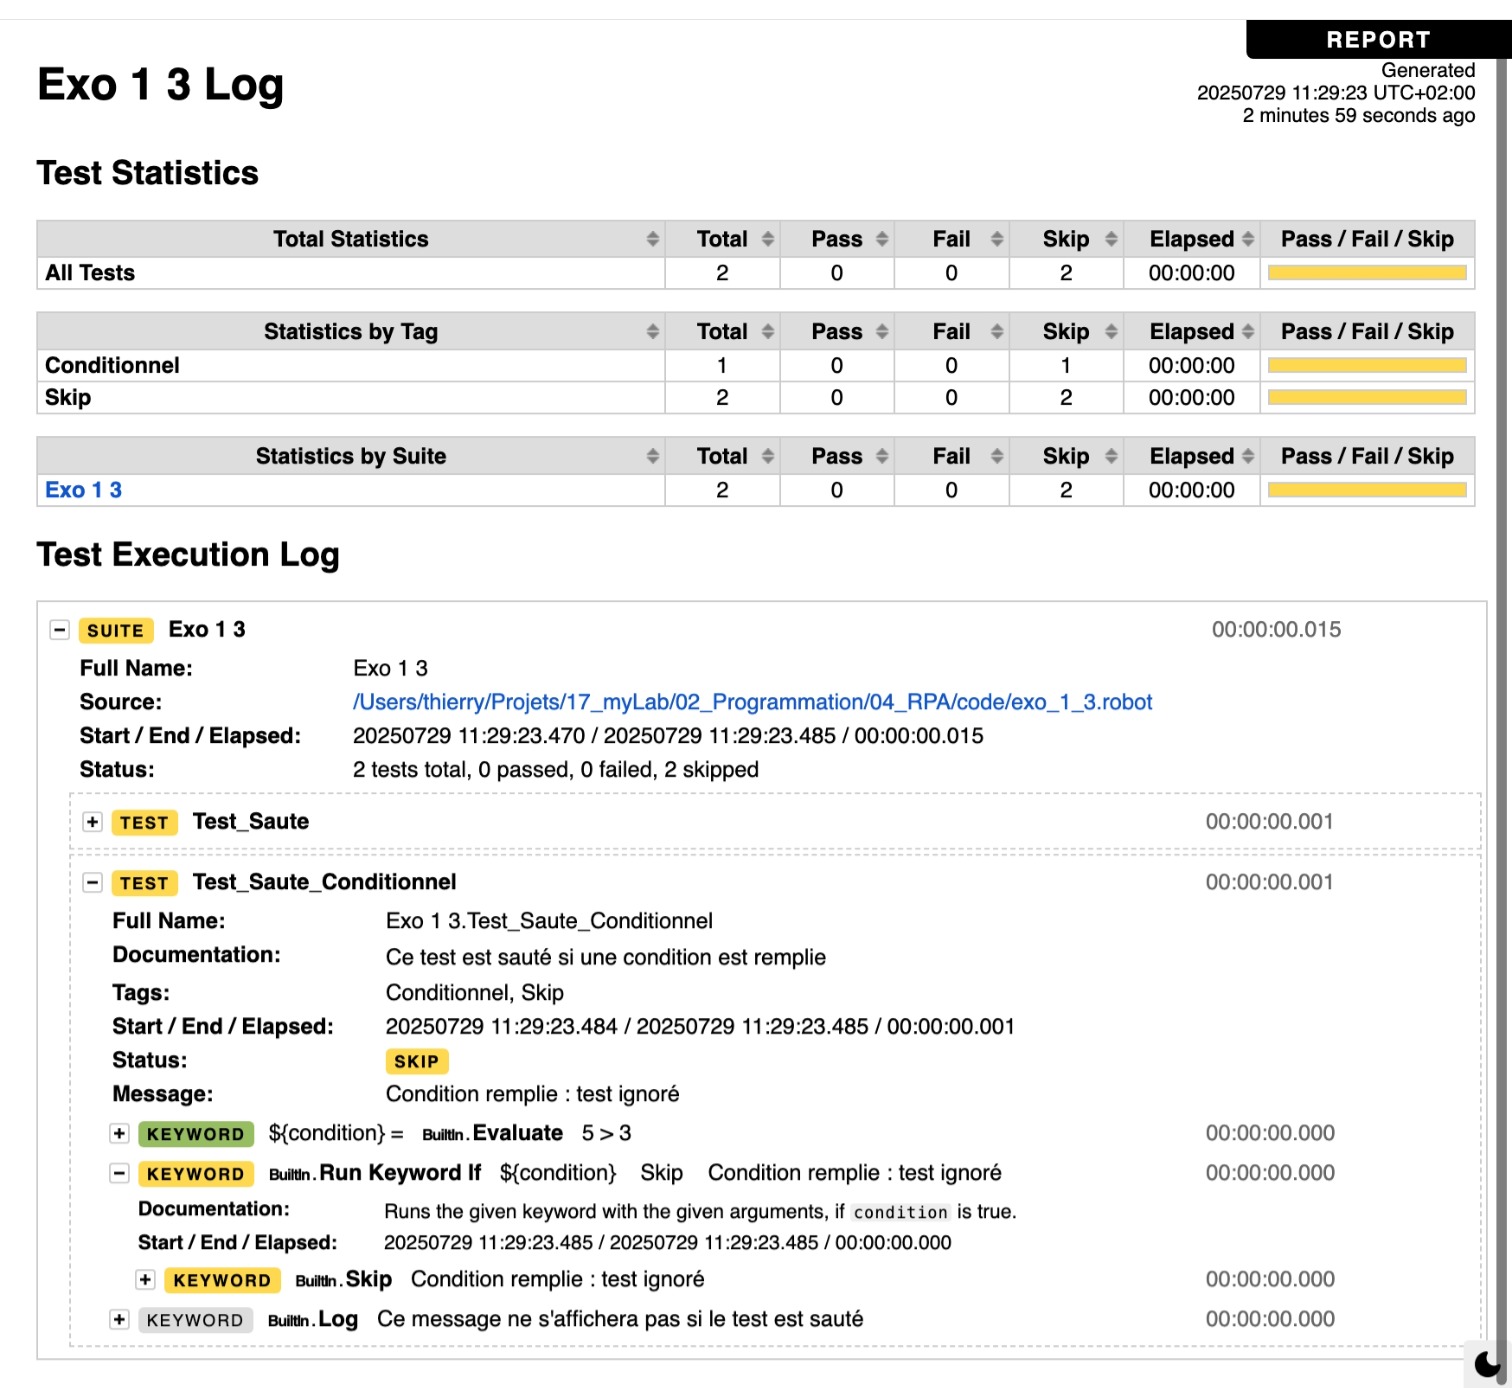 REPORT
Exo 1 3 Log
Generated
20250729 11:29:23 UTC+02:00
2 minutes 59 seconds ago
Test Statistics
Total Statistics Total Pass Fail Skip Elapsed Pass / Fail / Skip
All Tests 2 0 0 2 00:00:00
Statistics by Tag Total Pass Fail Skip Elapsed Pass / Fail / Skip
Conditionnel 1 0 0 1 00:00:00
Skip 2 0 0 2 00:00:00
Statistics by Suite Total Pass Fail Skip Elapsed Pass / Fail / Skip
Exo 1 3 2 0 0 2 00:00:00
Test Execution Log
SUITE Exo 1 3 00:00:00.015
Full Name: Exo 1 3
Source: /Users/thierry/Projets/17_myLab/02_Programmation/04_RPA/code/exo_1_3.robot
Start / End / Elapsed: 20250729 11:29:23.470 / 20250729 11:29:23.485 / 00:00:00.015
Status: 2 tests total, 0 passed, 0 failed, 2 skipped
TEST Test_Saute 00:00:00.001
TEST Test_Saute_Conditionnel 00:00:00.001
Full Name: Exo 1 3.Test_Saute_Conditionnel
Documentation: Ce test est sauté si une condition est remplie
Tags: Conditionnel, Skip
Start / End / Elapsed: 20250729 11:29:23.484 / 20250729 11:29:23.485 / 00:00:00.001
Status: SKIP
Message: Condition remplie : test ignoré
KEYWORD ${condition} = BuiltIn.Evaluate 5 > 3 00:00:00.000
KEYWORD BuiltIn.Run Keyword If ${condition} Skip Condition remplie : test ignoré 00:00:00.000
Documentation: Runs the given keyword with the given arguments, if condition is true.
Start / End / Elapsed: 20250729 11:29:23.485 / 20250729 11:29:23.485 / 00:00:00.000
KEYWORD BuiltIn.Skip Condition remplie : test ignoré 00:00:00.000
KEYWORD BuiltIn.Log Ce message ne s'affichera pas si le test est sauté 00:00:00.000